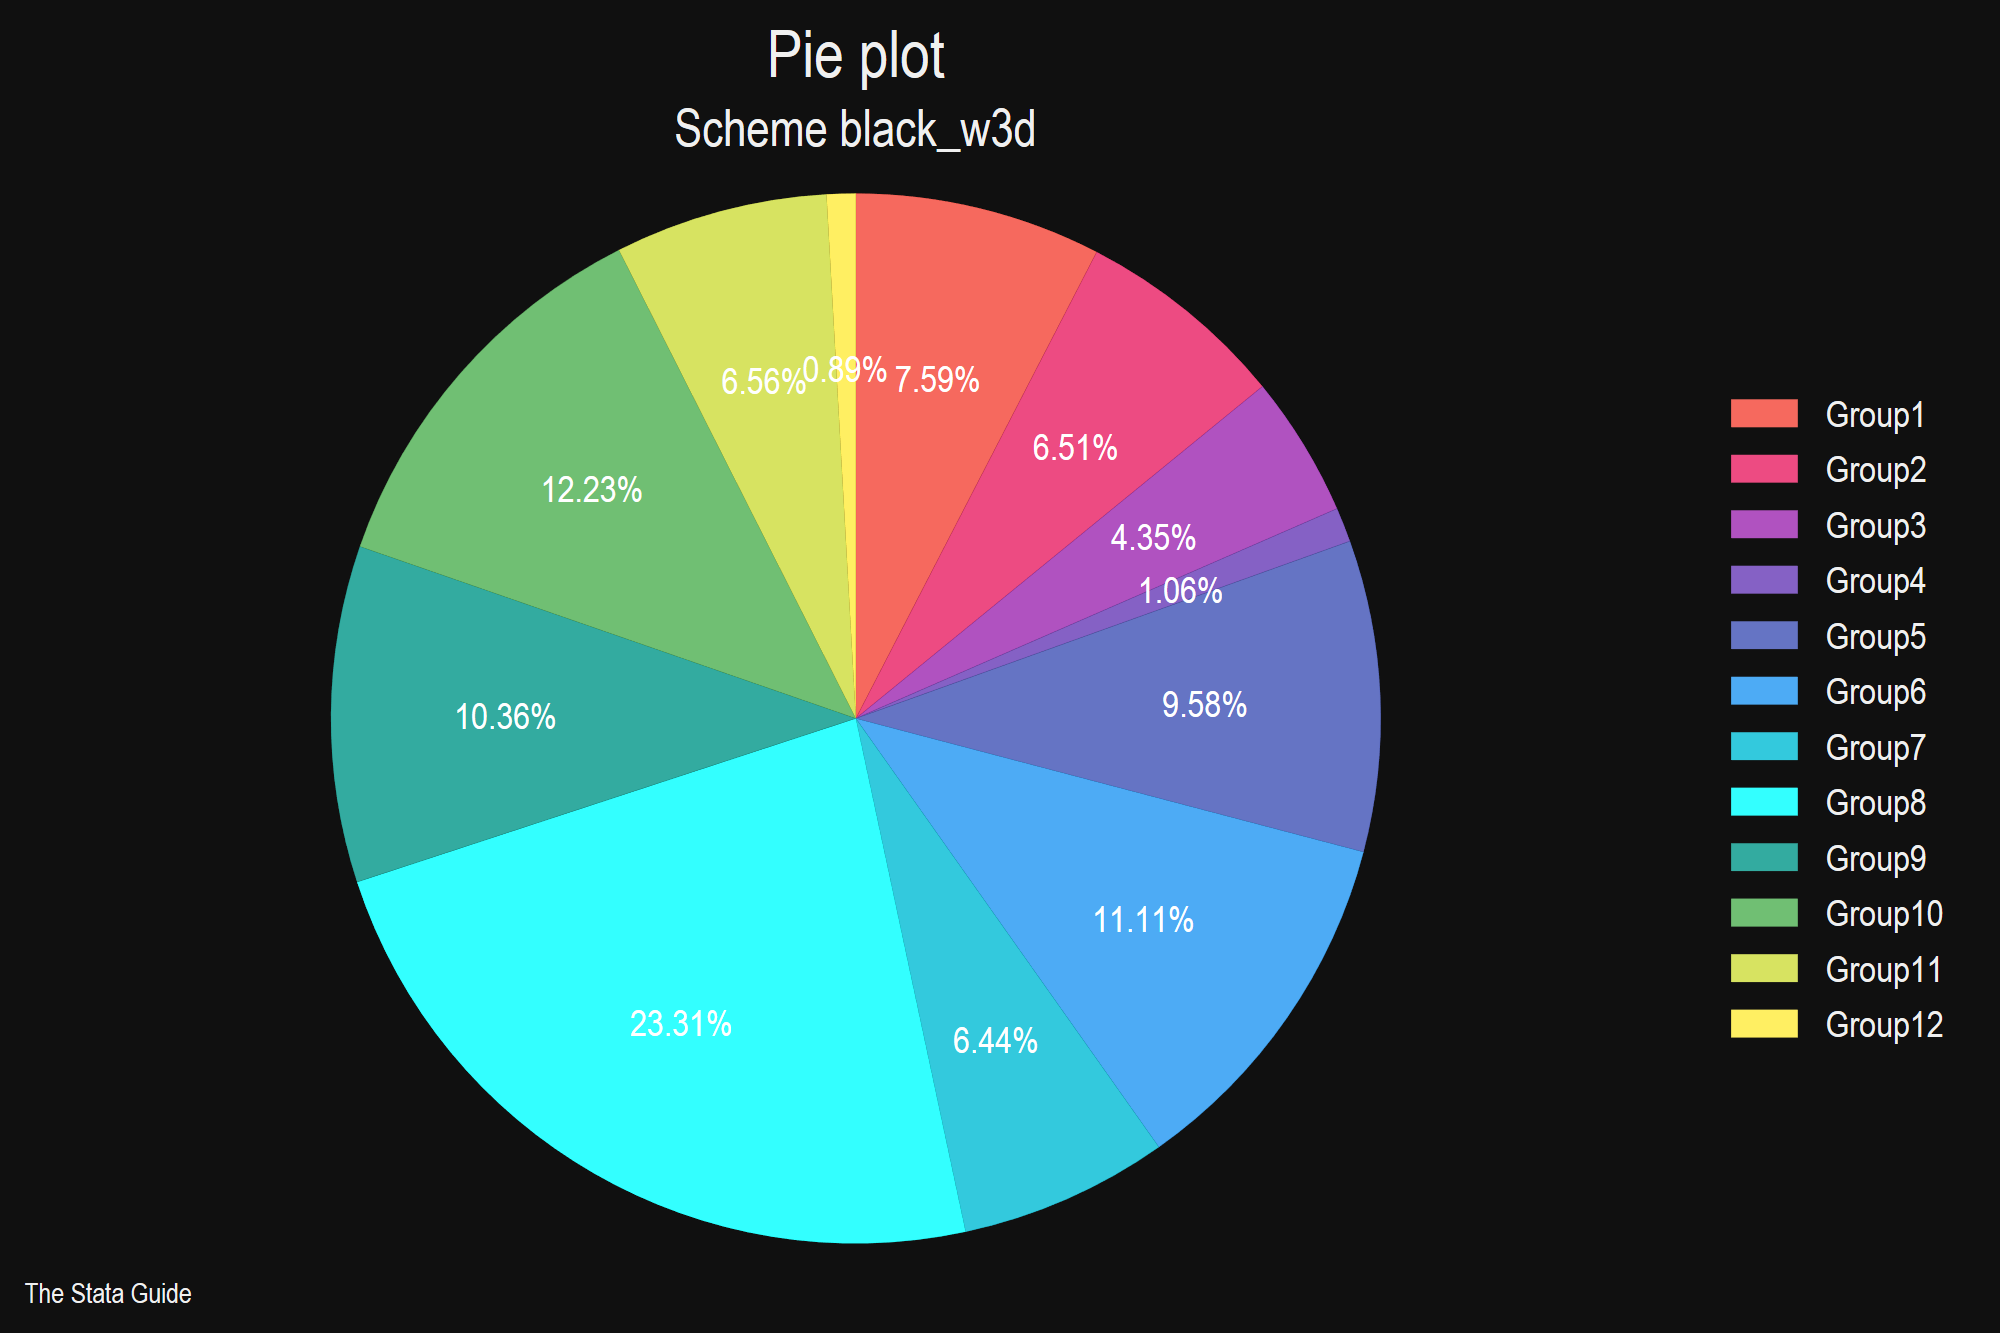 Pie plot
Scheme black_w3d
0.89%
7.59%
6.56%
6.51%
12.23%
4.35%
1.06%
9.58%
10.36%
11.11%
23.31%
6.44%
Group1
Group2
Group3
Group4
Group5
Group6
Group7
Group8
Group9
Group10
Group11
Group12
The Stata Guide